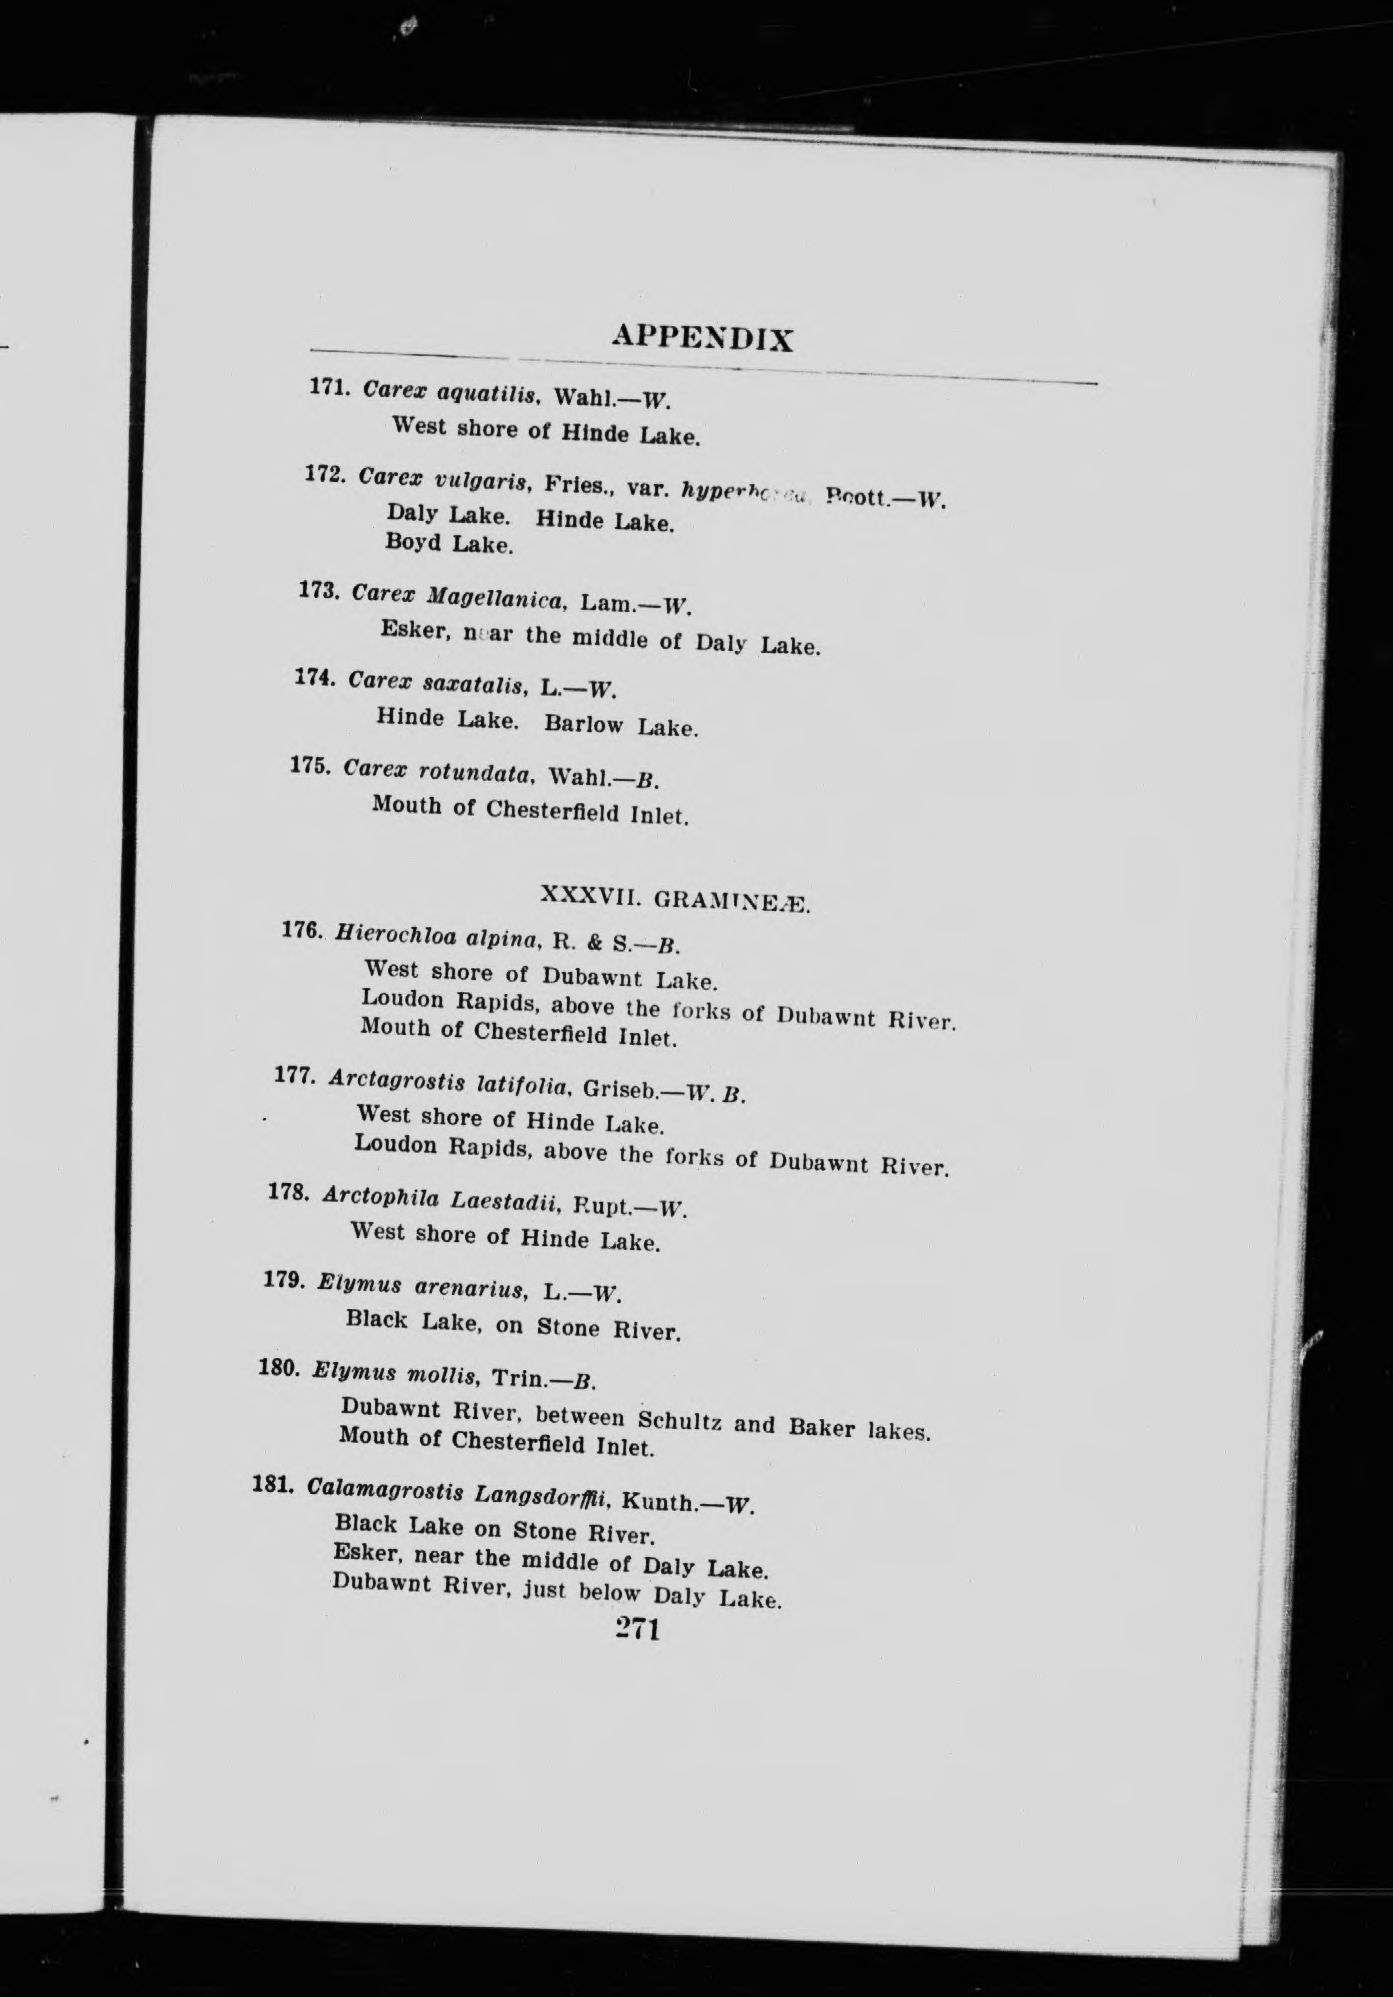 APPENDIX
171. Carex aquatilis, Wahl.—W.
West shore of Hinde Lake.
172. Carex vulgaris, Fries., var. Boott.—W.
Daly Lake. Hinde Lake.
Boyd Lake.
173. Carex Magellanica, Lam.—W.
Esker, near the middle of Daly Lake.
174. Carex saxatalis, L.—W.
Hinde Lake. Barlow Lake.
175. Carex rotundata, Wahl.—B.
Mouth of Chesterfield Inlet.
XXXVII. GRAMINEÆ.
176. Hierochloa alpina, R. & S.—B.
West shore of Dubawnt Lake.
Loudon Rapids, above the forks of Dubawnt River.
Mouth of Chesterfield Inlet.
177. Arctagrostis latifolia, Griseb.—W. B.
West shore of Hinde Lake.
Loudon Rapids, above the forks of Dubawnt River.
178. Arctophila Laestadii, Rupt.—W.
West shore of Hinde Lake.
179. Elymus arenarius, L.—W.
Black Lake, on Stone River.
180. Elymus mollis, Trin.—B.
Dubawnt River, between Schultz and Baker lakes.
Mouth of Chesterfield Inlet.
181. Calamagrostis Langsdorffii, Kunth.—W.
Black Lake on Stone River.
Esker, near the middle of Daly Lake.
Dubawnt River, just below Daly Lake.
271